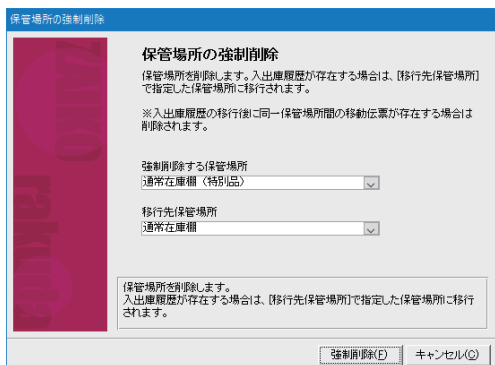 保管場所の強制削除
保管場所の強制削除
保管場所を削除します。入出庫履歴が存在する場合は、[移行先保管場所]
で指定した保管場所に移行されます。
※入出庫履歴の移行後に同一保管場所間の移動伝票が存在する場合は
削除されます。
強制削除する保管場所
通常在庫棚（特別品）
移行先保管場所
通常在庫棚
保管場所を削除します。
入出庫履歴が存在する場合は、[移行先保管場所]で指定した保管場所に移行
されます。
強制削除(F)
キャンセル(C)
ZAIKO
rakuda